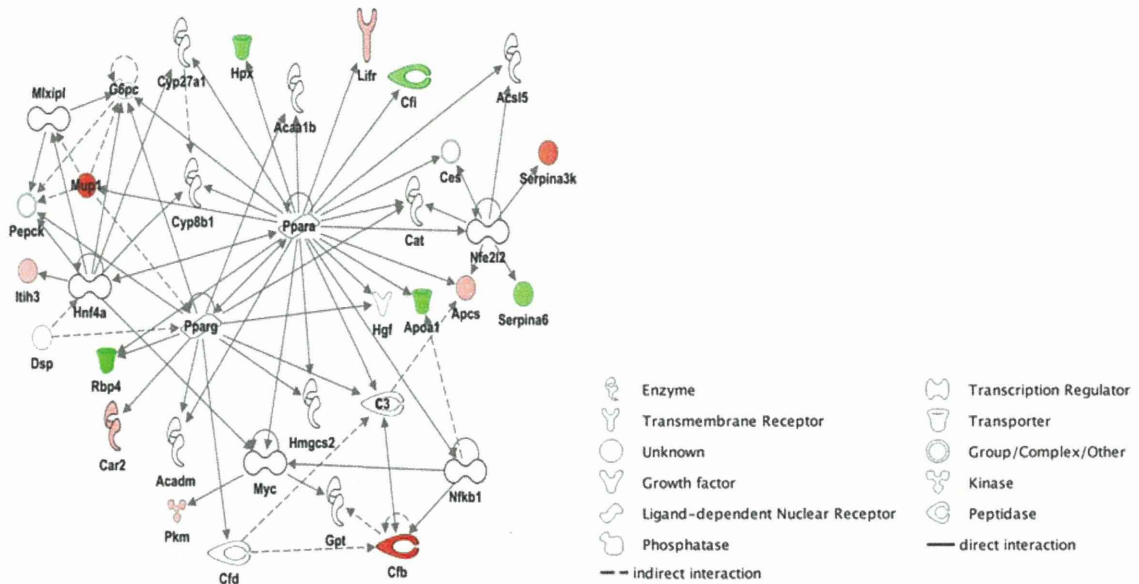 Mlxipl
G6pc
Cyp27a1
Hpx
Acaa1b
Lifr
Cfi
Acsl5
Mup1
Pepck
Cyp8b1
Ppara
Ces
Cat
Serpina3k
Nfe2l2
Itih3
Hnf4a
Dsp
Pparg
Rbp4
Hgf
Apoa1
Apcs
Serpina6
Car2
Acadm
Hmgcs2
C3
Pkm
Myc
Gpt
Nfkb1
Cfd
Cfb
Enzyme
Transmembrane Receptor
Unknown
Growth factor
Ligand-dependent Nuclear Receptor
Phosphatase
indirect interaction
Transcription Regulator
Transporter
Group/Complex/Other
Kinase
Peptidase
direct interaction